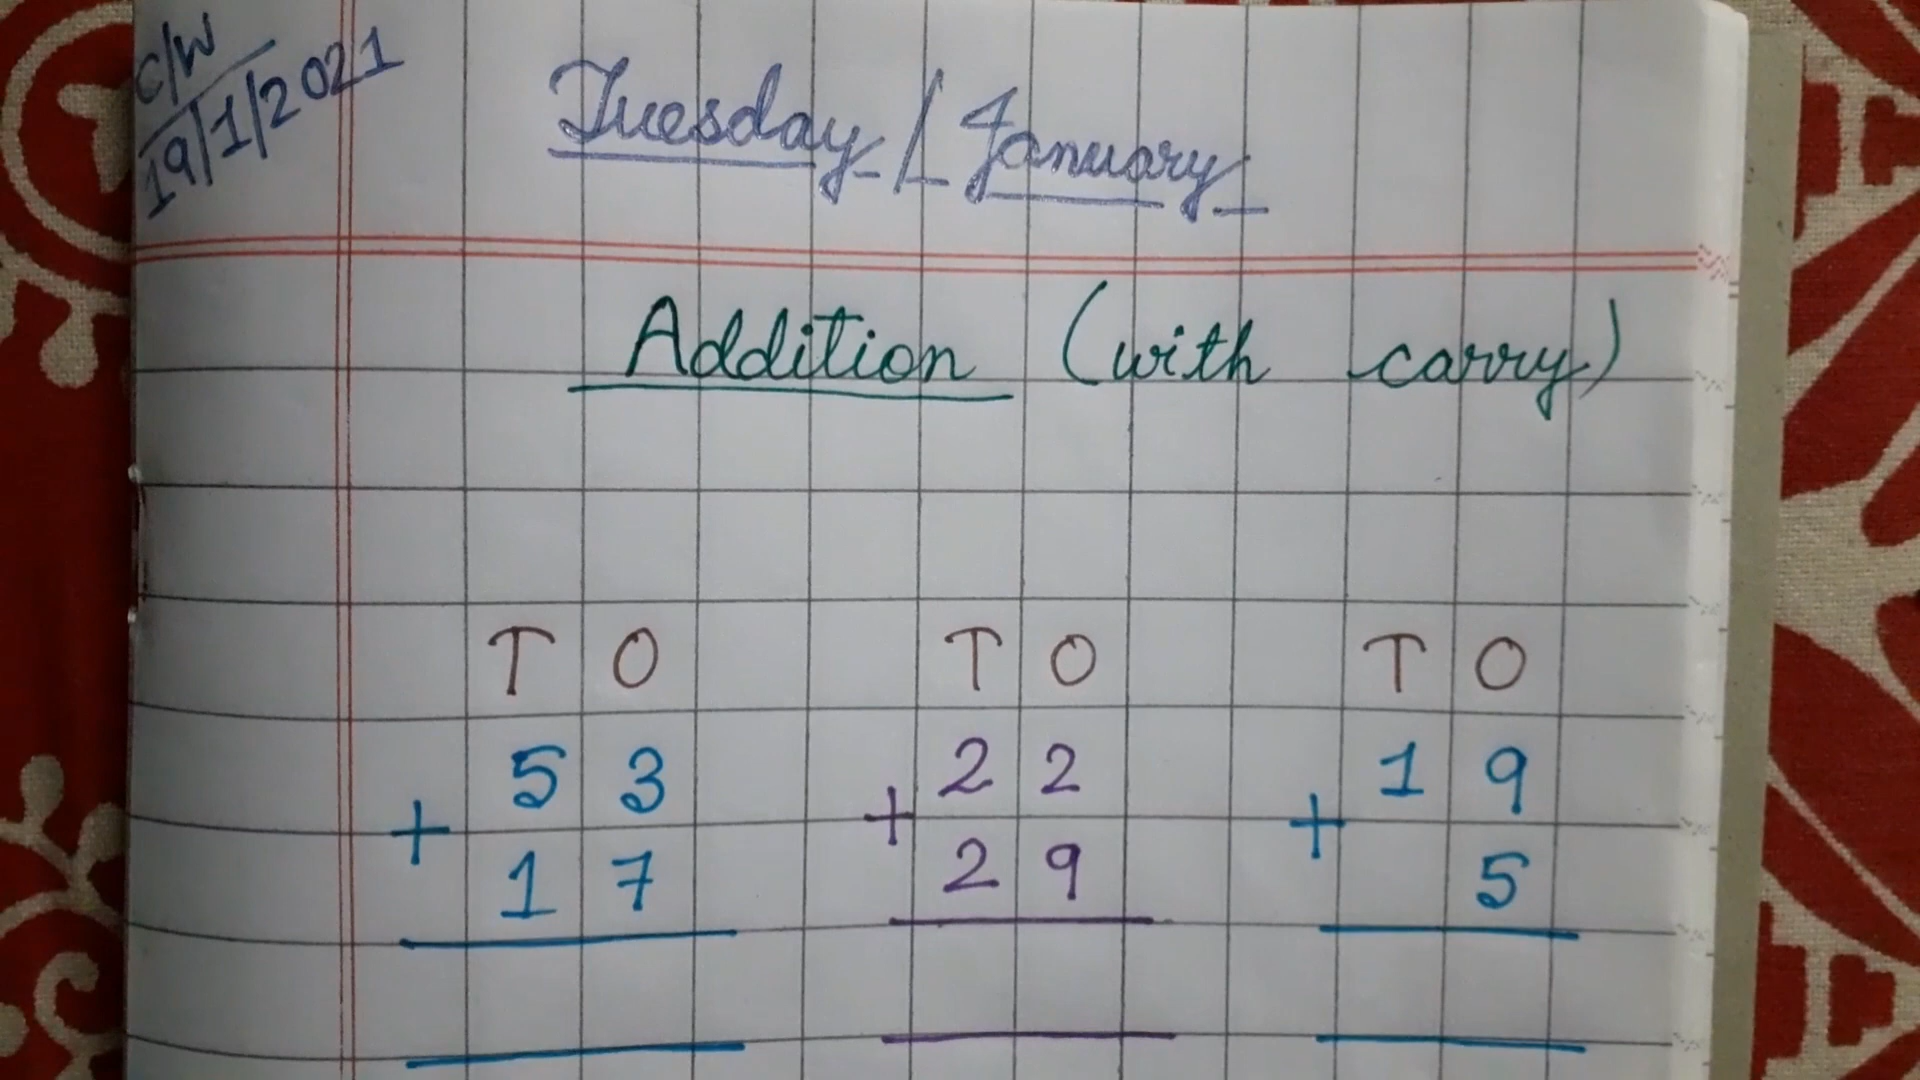 C/W
19/1/2021
Tuesday / January
Addition (with carry)
T O T O T O
5 3 2 2 1 9
+ + +
1 7 2 9 5